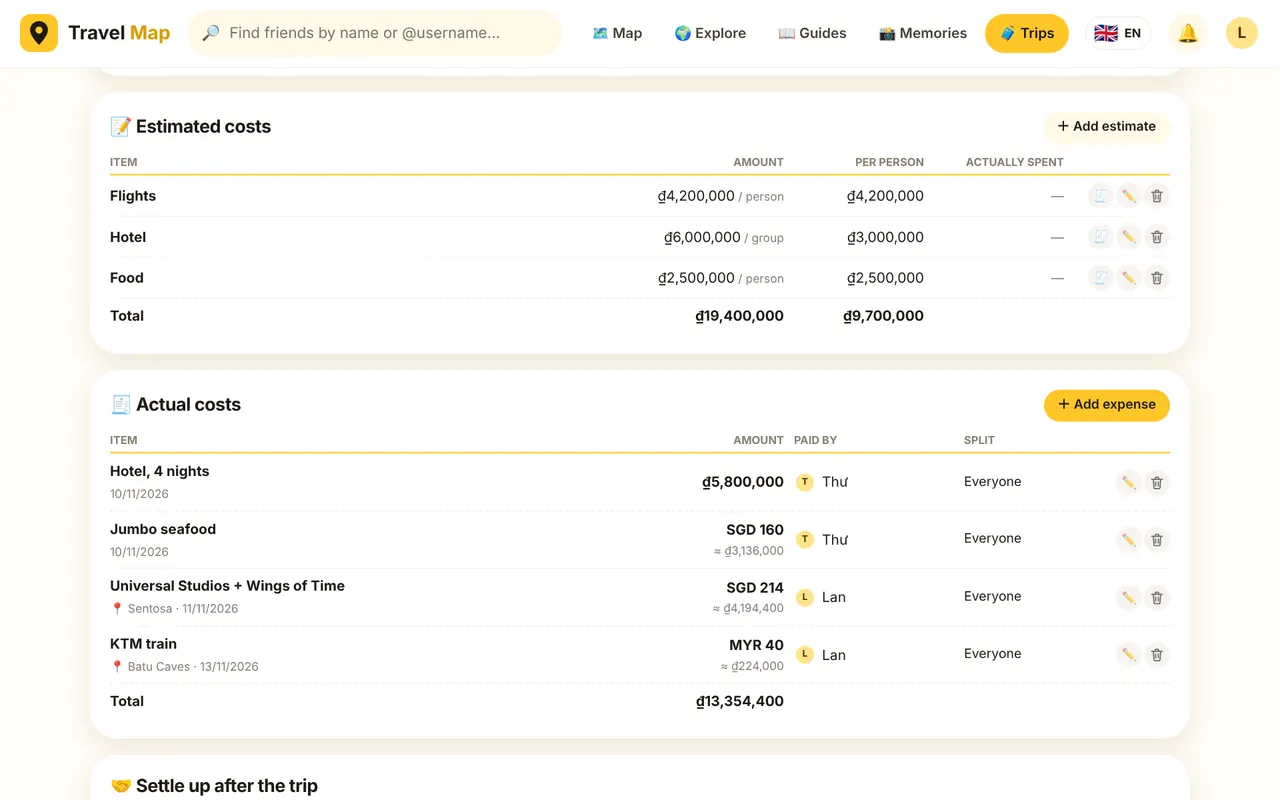 Travel Map
Find friends by name or @username...
Map
Explore
Guides
Memories
Trips
EN
L
Estimated costs
+ Add estimate
ITEM AMOUNT PER PERSON ACTUALLY SPENT
Flights ₫4,200,000 / person ₫4,200,000 —
Hotel ₫6,000,000 / group ₫3,000,000 —
Food ₫2,500,000 / person ₫2,500,000 —
Total ₫19,400,000 ₫9,700,000
Actual costs
+ Add expense
ITEM AMOUNT PAID BY SPLIT
Hotel, 4 nights ₫5,800,000 T Thư Everyone
10/11/2026
Jumbo seafood SGD 160 T Thư Everyone
10/11/2026 ≈ ₫3,136,000
Universal Studios + Wings of Time SGD 214 L Lan Everyone
Sentosa · 11/11/2026 ≈ ₫4,194,400
KTM train MYR 40 L Lan Everyone
Batu Caves · 13/11/2026 ≈ ₫224,000
Total ₫13,354,400
Settle up after the trip